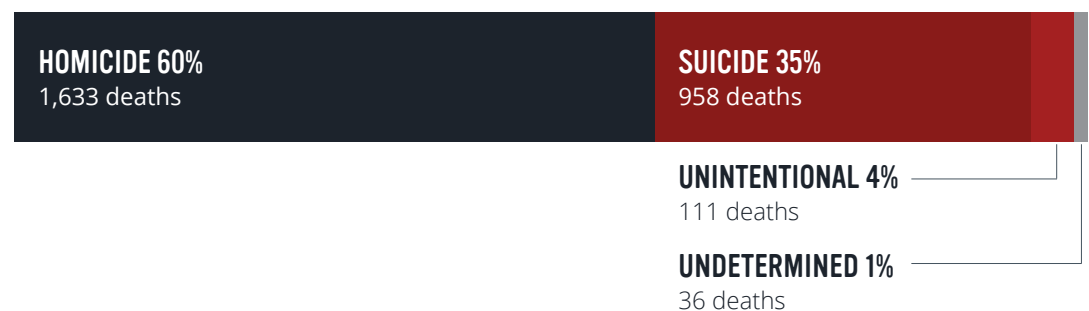 HOMICIDE 60%
1,633 deaths
SUICIDE 35%
958 deaths
UNINTENTIONAL 4%
111 deaths
UNDETERMINED 1%
36 deaths